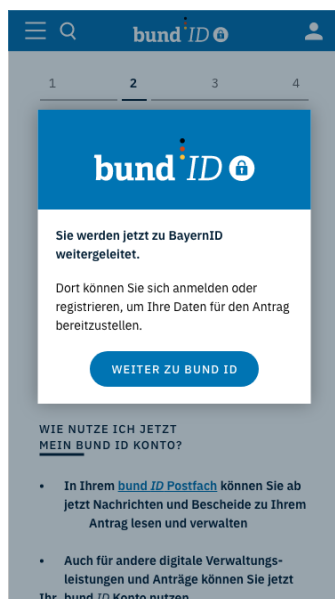 bund ID
1 2 3 4
bund ID
Sie werden jetzt zu BayernID
weitergeleitet.
Dort können Sie sich anmelden oder
registrieren, um Ihre Daten für den Antrag
bereitzustellen.
WEITER ZU BUND ID
WIE NUTZE ICH JETZT
MEIN BUND ID KONTO?
• In Ihrem bund ID Postfach können Sie ab
jetzt Nachrichten und Bescheide zu Ihrem
Antrag lesen und verwalten
• Auch für andere digitale Verwaltungs-
leistungen und Anträge können Sie jetzt
Ihr bund ID Konto nutzen